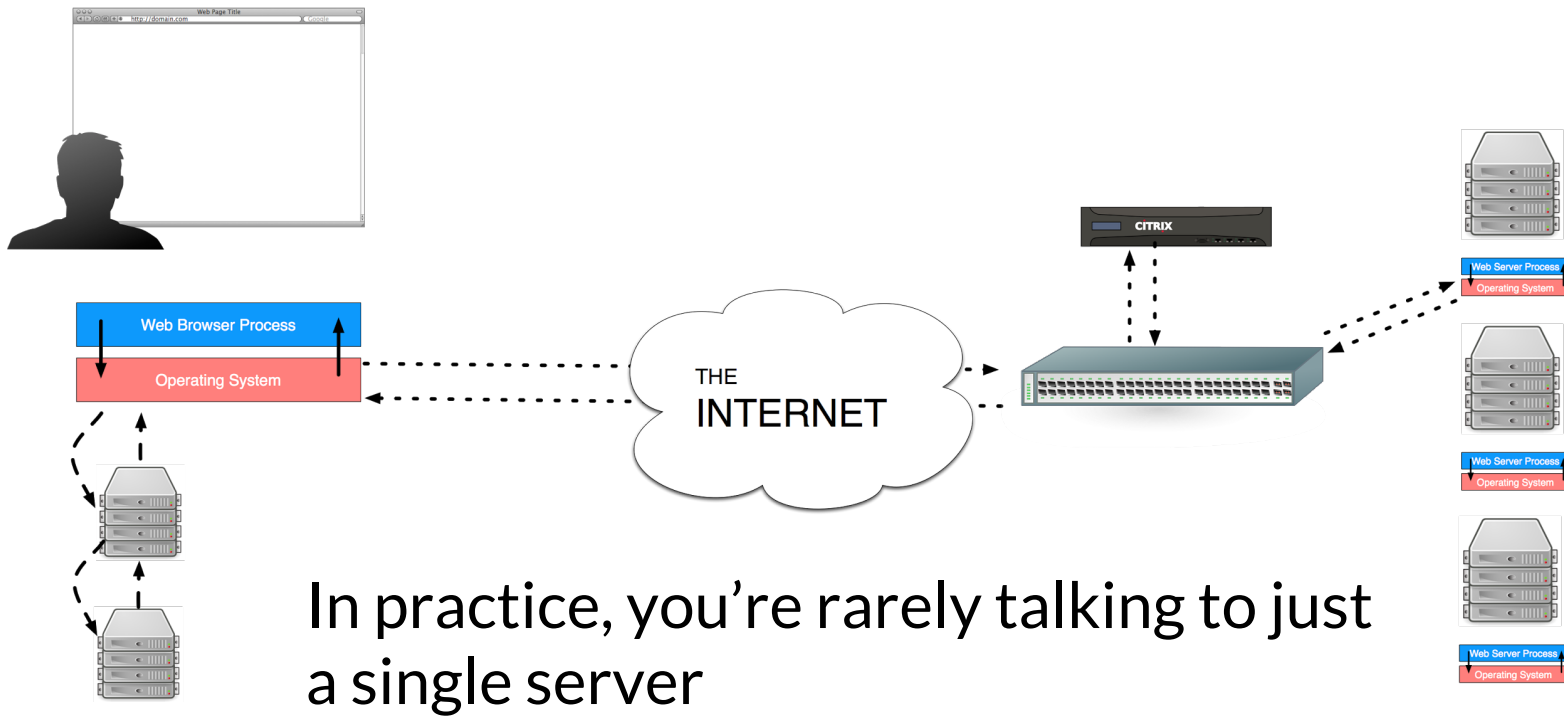 Web Page Title
http://domain.com
Google
CITRIX
Web Browser Process
Operating System
THE
INTERNET
Web Server Process
Operating System
Web Server Process
Operating System
Web Server Process
Operating System
In practice, you’re rarely talking to just
a single server